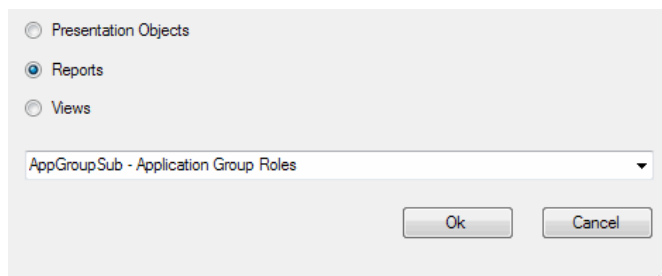 Presentation Objects
Reports
Views
AppGroupSub - Application Group Roles
Ok Cancel